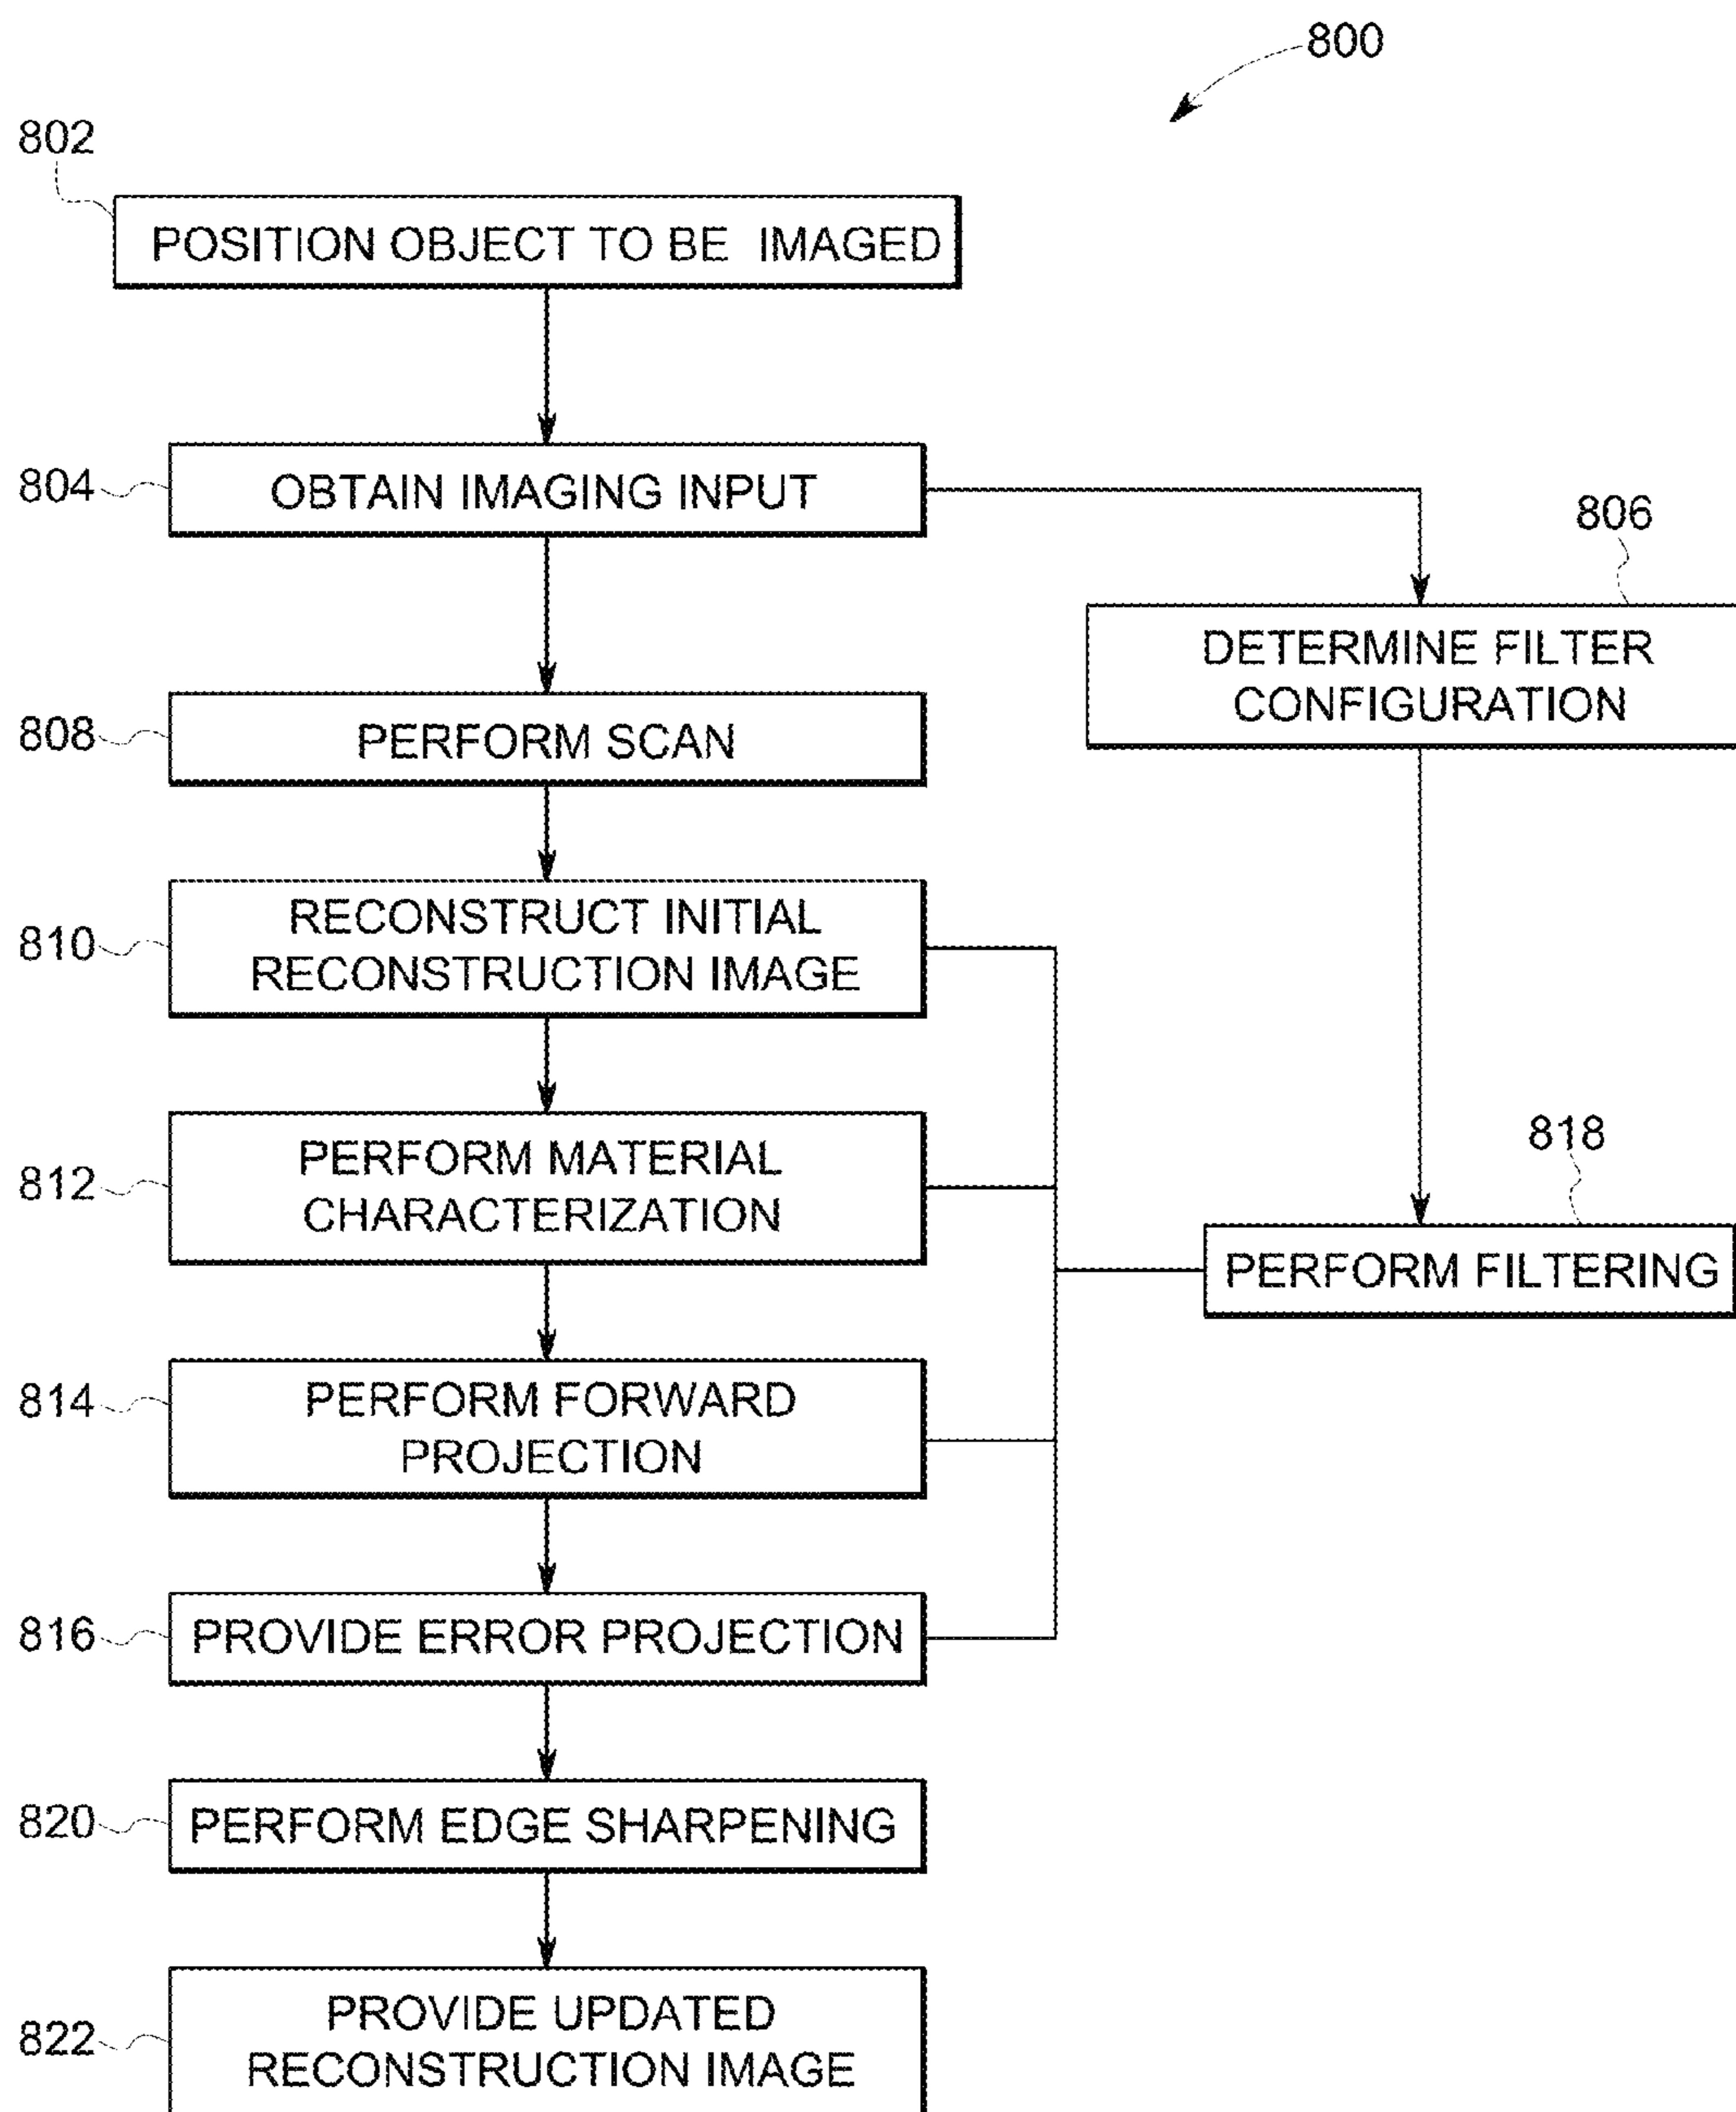 800
802
POSITION OBJECT TO BE IMAGED
804
OBTAIN IMAGING INPUT
806
DETERMINE FILTER
CONFIGURATION
808
PERFORM SCAN
810
RECONSTRUCT INITIAL
RECONSTRUCTION IMAGE
812
PERFORM MATERIAL
CHARACTERIZATION
818
PERFORM FILTERING
814
PERFORM FORWARD
PROJECTION
816
PROVIDE ERROR PROJECTION
820
PERFORM EDGE SHARPENING
822
PROVIDE UPDATED
RECONSTRUCTION IMAGE